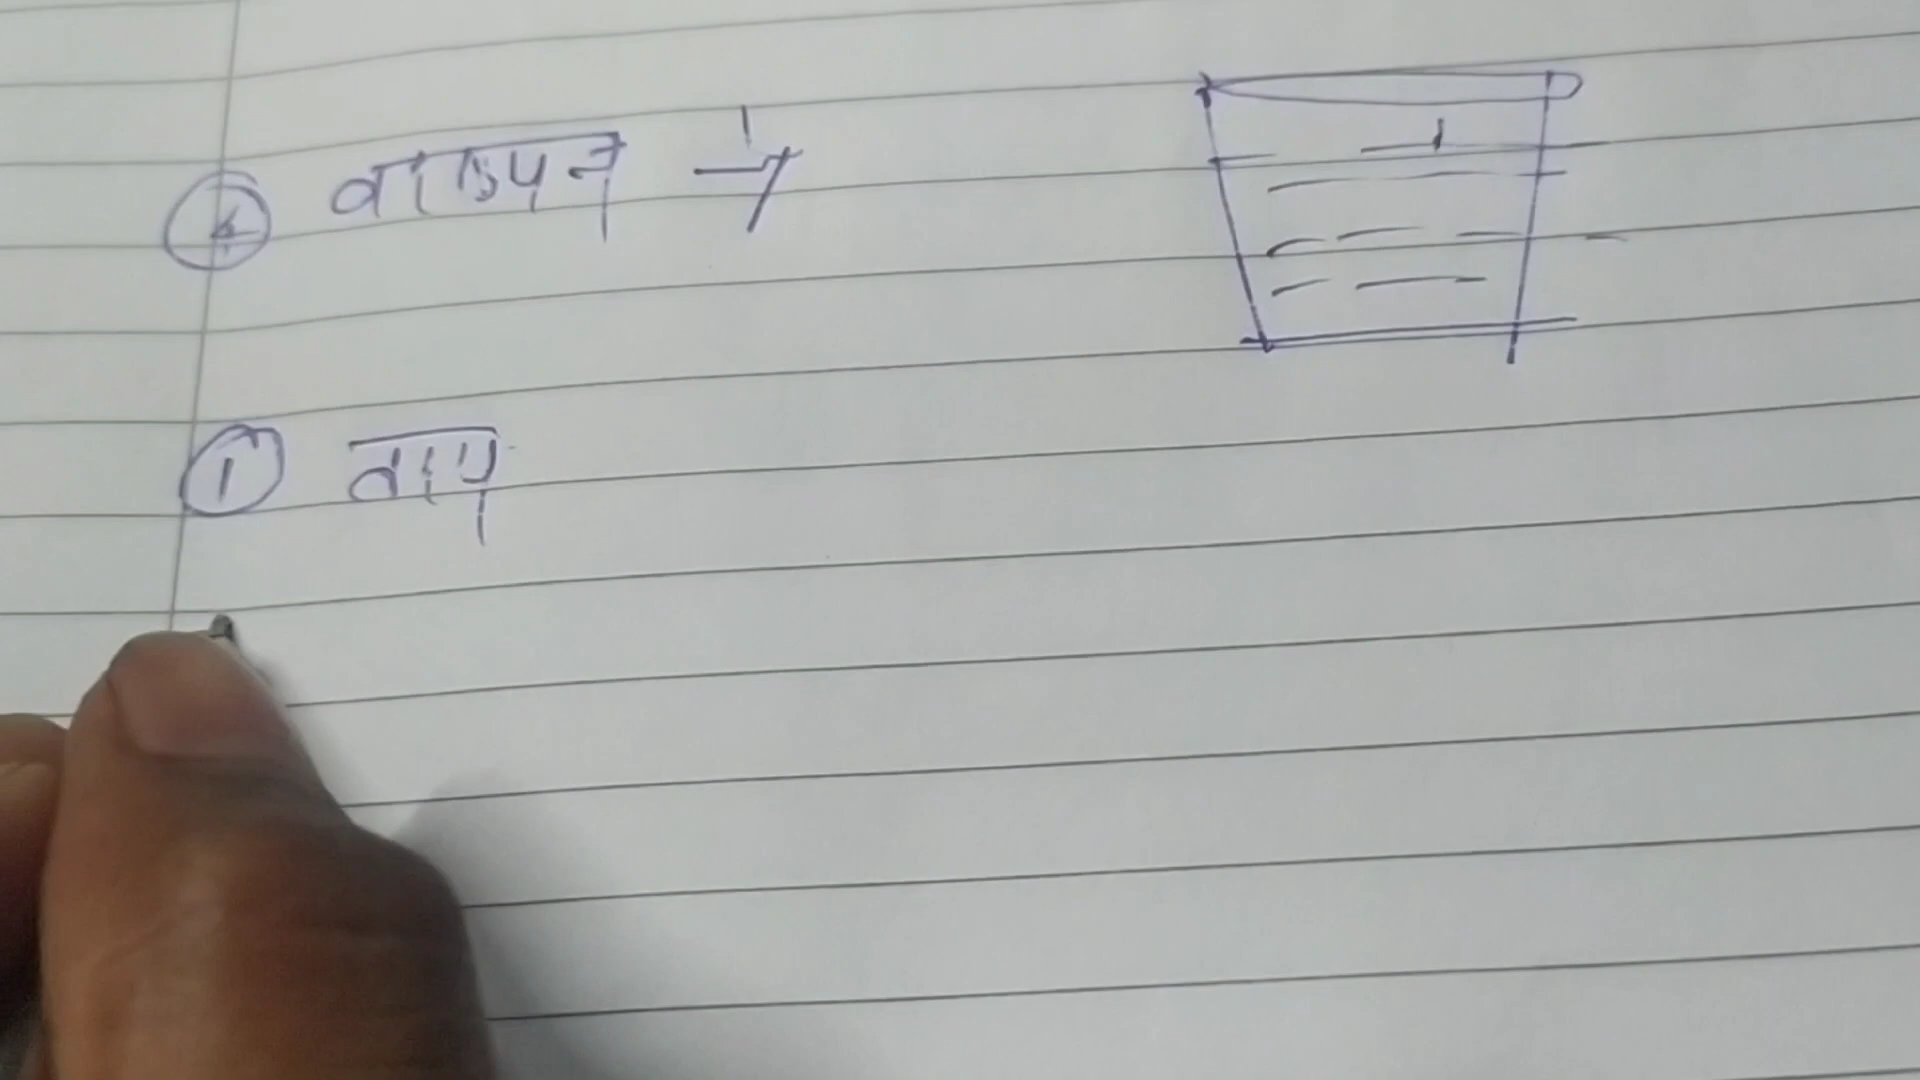 ④ वाष्पन →
① ताप